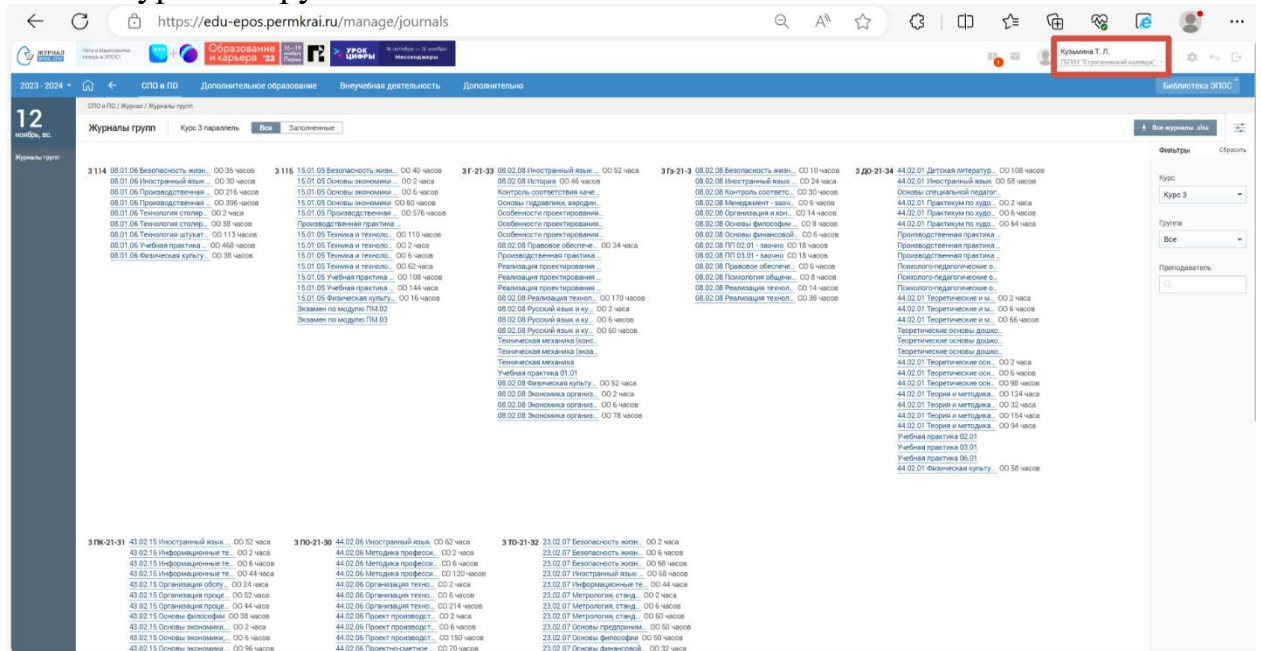 https://edu-epos.permkrai.ru/manage/journals
ЖУРНАЛ
Образование и карьера '23
16-19 ноября Пермь
УРОК ЦИФРЫ
16 октября — 12 ноября
Мессенджеры
Кузьмина Т. Л.
ГБПОУ "Строгановский колледж"
2023 - 2024
СПО и ПО
Дополнительное образование
Внеучебная деятельность
Дополнительно
Библиотека ЭПОС
12
ноябрь, вс.
Журналы групп
СПО и ПО / Журнал / Журналы групп
Журналы групп
Курс 3 параллель
Все
Заполненные
Все журналы .xlsx
Фильтры
Сбросить
Курс
Курс 3
Группа
Все
Преподаватель
3 114
08.01.06 Безопасность жизн... ОО 36 часов
08.01.06 Иностранный язык ... ОО 30 часов
08.01.06 Производственная ... ОО 216 часов
08.01.06 Производственная ... ОО 396 часов
08.01.06 Технология столяр... ОО 2 часа
08.01.06 Технология столяр... ОО 38 часов
08.01.06 Технология штукат... ОО 113 часов
08.01.06 Учебная практика ... ОО 468 часов
08.01.06 Физическая культу... ОО 38 часов
3 115
15.01.05 Безопасность жизн... ОО 40 часов
15.01.05 Основы экономики ... ОО 2 часа
15.01.05 Основы экономики ... ОО 6 часов
15.01.05 Основы экономики ОО 60 часов
15.01.05 Производственная ... ОО 576 часов
Производственная практика ...
15.01.05 Техника и техноло... ОО 110 часов
15.01.05 Техника и техноло... ОО 2 часа
15.01.05 Техника и техноло... ОО 6 часов
15.01.05 Техника и техноло... ОО 62 часа
15.01.05 Учебная практика ... ОО 108 часов
15.01.05 Учебная практика ... ОО 144 часа
15.01.05 Физическая культу... ОО 16 часов
Экзамен по модулю ПМ.02
Экзамен по модулю ПМ.03
3 Г-21-33
08.02.08 Иностранный язык ... ОО 52 часа
08.02.08 История ОО 46 часов
Контроль соответствия каче...
Основы гидравлики, аэродин...
Особенности проектирования...
Особенности проектирования...
Особенности проектирования...
08.02.08 Правовое обеспече... ОО 34 часа
Производственная практика ...
Реализация проектирования ...
Реализация проектирования ...
Реализация проектирования ...
08.02.08 Реализация технол... ОО 170 часов
08.02.08 Русский язык и ку... ОО 2 часа
08.02.08 Русский язык и ку... ОО 6 часов
08.02.08 Русский язык и ку... ОО 60 часов
Техническая механика (конс...
Техническая механика (экза...
Техническая механика
Учебная практика 01.01
08.02.08 Физическая культу... ОО 52 часа
08.02.08 Экономика организ... ОО 2 часа
08.02.08 Экономика организ... ОО 6 часов
08.02.08 Экономика организ... ОО 78 часов
3 Гз-21-3
08.02.08 Безопасность жизн... ОО 10 часов
08.02.08 Иностранный язык ... ОО 24 часа
08.02.08 Контроль соответс... ОО 30 часов
08.02.08 Менеджмент - заоч... ОО 6 часов
08.02.08 Организация и кон... ОО 14 часов
08.02.08 Основы философии ... ОО 8 часов
08.02.08 Основы финансовой... ОО 6 часов
08.02.08 ПП 02.01 - заочно ОО 18 часов
08.02.08 ПП 03.01 - заочно ОО 18 часов
08.02.08 Правовое обеспече... ОО 6 часов
08.02.08 Психология общени... ОО 8 часов
08.02.08 Реализация технол... ОО 14 часов
08.02.08 Реализация технол... ОО 38 часов
3 ДО-21-34
44.02.01 Детская литератур... ОО 108 часов
44.02.01 Иностранный язык ОО 58 часов
Основы специальной педагог...
44.02.01 Практикум по худо... ОО 2 часа
44.02.01 Практикум по худо... ОО 6 часов
44.02.01 Практикум по худо... ОО 64 часа
Производственная практика ...
Производственная практика ...
Производственная практика ...
Психолого-педагогические о...
Психолого-педагогические о...
Психолого-педагогические о...
44.02.01 Теоретические и м... ОО 2 часа
44.02.01 Теоретические и м... ОО 6 часов
44.02.01 Теоретические и м... ОО 66 часов
Теоретические основы дошко...
Теоретические основы дошко...
Теоретические основы дошко...
44.02.01 Теоретические осн... ОО 2 часа
44.02.01 Теоретические осн... ОО 6 часов
44.02.01 Теоретические осн... ОО 98 часов
44.02.01 Теория и методика... ОО 124 часа
44.02.01 Теория и методика... ОО 32 часа
44.02.01 Теория и методика... ОО 154 часа
44.02.01 Теория и методика... ОО 94 часа
Учебная практика 02.01
Учебная практика 03.01
Учебная практика 06.01
44.02.01 Физическая культу... ОО 58 часов
3 ПК-21-31
43.02.15 Иностранный язык ... ОО 52 часа
43.02.15 Информационные те... ОО 2 часа
43.02.15 Информационные те... ОО 6 часов
43.02.15 Информационные те... ОО 44 часа
43.02.15 Организация обслу... ОО 24 часа
43.02.15 Организация проце... ОО 52 часа
43.02.15 Организация проце... ОО 44 часа
43.02.15 Основы философии ОО 38 часов
43.02.15 Основы экономики,... ОО 2 часа
43.02.15 Основы экономики,... ОО 6 часов
43.02.15 Основы экономики,... ОО 96 часов
3 ПО-21-30
44.02.06 Иностранный язык ОО 62 часа
44.02.06 Методика професси... ОО 2 часа
44.02.06 Методика професси... ОО 6 часов
44.02.06 Методика професси... ОО 120 часов
44.02.06 Организация техно... ОО 2 часа
44.02.06 Организация техно... ОО 6 часов
44.02.06 Организация техно... ОО 214 часов
44.02.06 Проект производст... ОО 2 часа
44.02.06 Проект производст... ОО 6 часов
44.02.06 Проект производст... ОО 150 часов
44.02.06 Проектно-сметное ... ОО 70 часов
3 ТО-21-32
23.02.07 Безопасность жизн... ОО 2 часа
23.02.07 Безопасность жизн... ОО 6 часов
23.02.07 Безопасность жизн... ОО 68 часов
23.02.07 Иностранный язык ... ОО 68 часов
23.02.07 Информационные те... ОО 44 часа
23.02.07 Метрология, станд... ОО 2 часа
23.02.07 Метрология, станд... ОО 6 часов
23.02.07 Метрология, станд... ОО 60 часов
23.02.07 Основы предприним... ОО 50 часов
23.02.07 Основы философии ОО 50 часов
23.02.07 Основы финансовой... ОО 32 часа